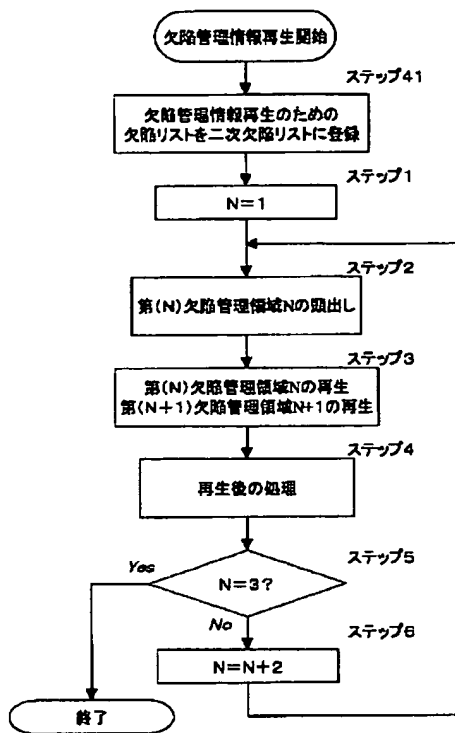 欠陥管理情報再生開始
ステップ41
欠陥管理情報再生のための
欠陥リストを二次欠陥リストに登録
ステップ1
N=1
ステップ2
第(N)欠陥管理領域Nの頭出し
ステップ3
第(N)欠陥管理領域Nの再生
第(N+1)欠陥管理領域N+1の再生
ステップ4
再生後の処理
ステップ5
Yes
N=3?
No
ステップ6
N=N+2
終了